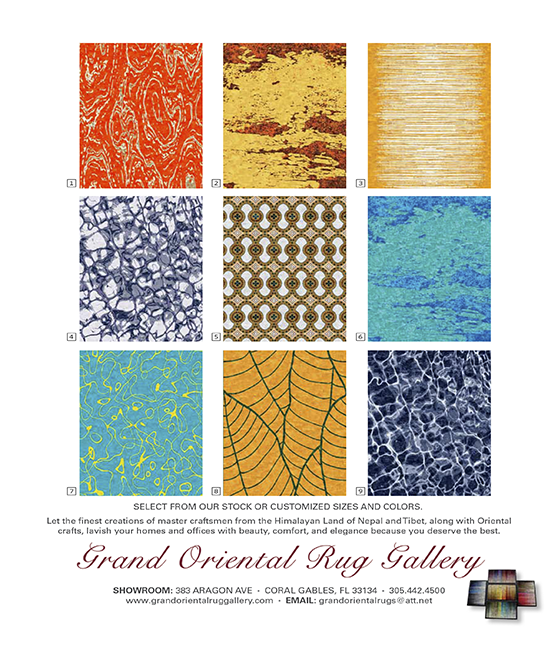 1 2 3
4 5 6
7 8 9
SELECT FROM OUR STOCK OR CUSTOMIZED SIZES AND COLORS.
Let the finest creations of master craftsmen from the Himalayan Land of Nepal and Tibet, along with Oriental
crafts, lavish your homes and offices with beauty, comfort, and elegance because you deserve the best.
Grand Oriental Rug Gallery
SHOWROOM: 383 ARAGON AVE • CORAL GABLES, FL 33134 • 305.442.4500
www.grandorientalruggallery.com • EMAIL: grandorientalrugs@att.net